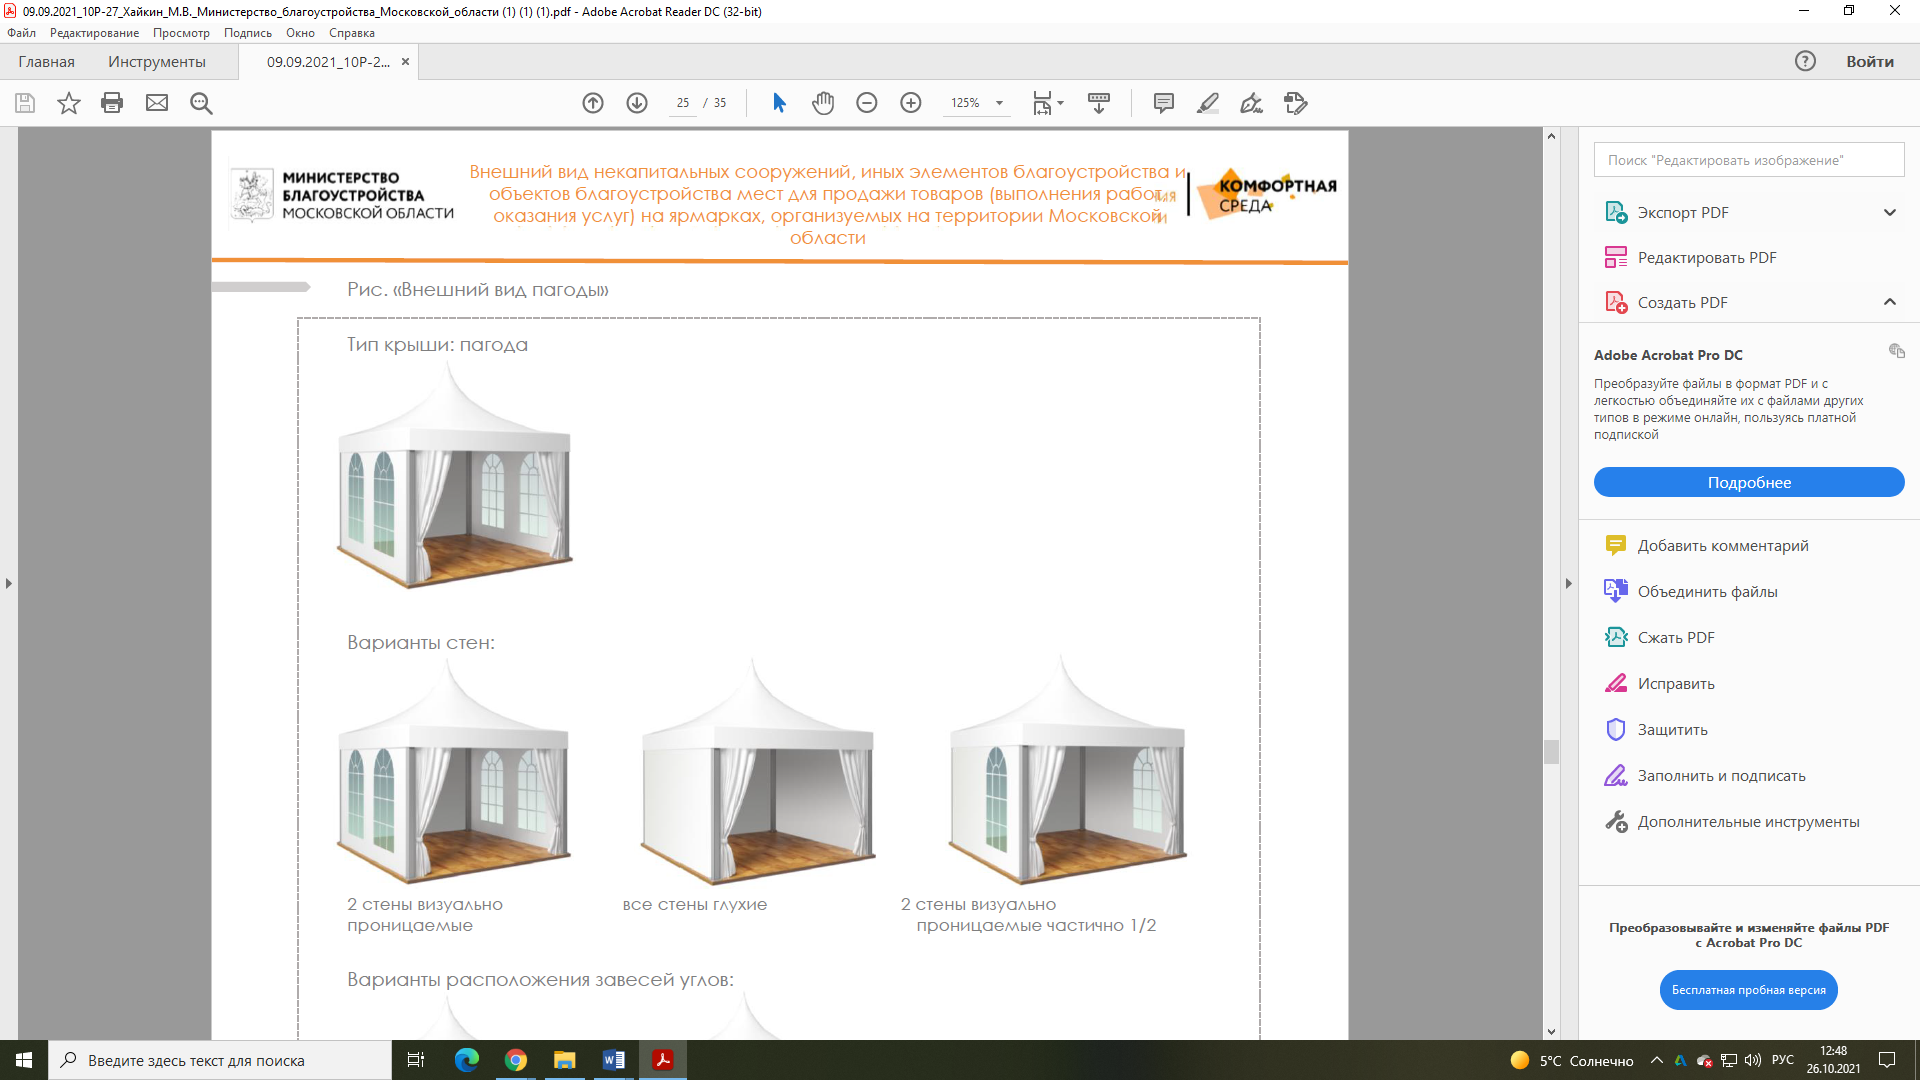 09.09.2021_10Р-27_Хайкин_М.В._Министерство_благоустройства_Московской_области (1) (1) (1).pdf - Adobe Acrobat Reader DC (32-bit)
Файл Редактирование Просмотр Подпись Окно Справка
Главная Инструменты 09.09.2021_10Р-2... × Войти
25 / 35 125%
МИНИСТЕРСТВО
БЛАГОУСТРОЙСТВА
МОСКОВСКОЙ ОБЛАСТИ
Внешний вид некапитальных сооружений, иных элементов благоустройства и
объектов благоустройства мест для продажи товаров (выполнения работ,
оказания услуг) на ярмарках, организуемых на территории Московской
области
КОМФОРТНАЯ
СРЕДА
Рис. «Внешний вид пагоды»
Тип крыши: пагода
Варианты стен:
2 стены визуально
проницаемые
все стены глухие
2 стены визуально
проницаемые частично 1/2
Варианты расположения завесей углов:
Поиск "Редактировать изображение"
Экспорт PDF
Редактировать PDF
Создать PDF
Adobe Acrobat Pro DC
Преобразуйте файлы в формат PDF и с
легкостью объединяйте их с файлами других
типов в режиме онлайн, пользуясь платной
подпиской
Подробнее
Добавить комментарий
Объединить файлы
Сжать PDF
Исправить
Защитить
Заполнить и подписать
Дополнительные инструменты
Преобразовывайте и изменяйте файлы PDF
с Acrobat Pro DC
Бесплатная пробная версия
Введите здесь текст для поиска
5°C Солнечно
РУС
12:48
26.10.2021